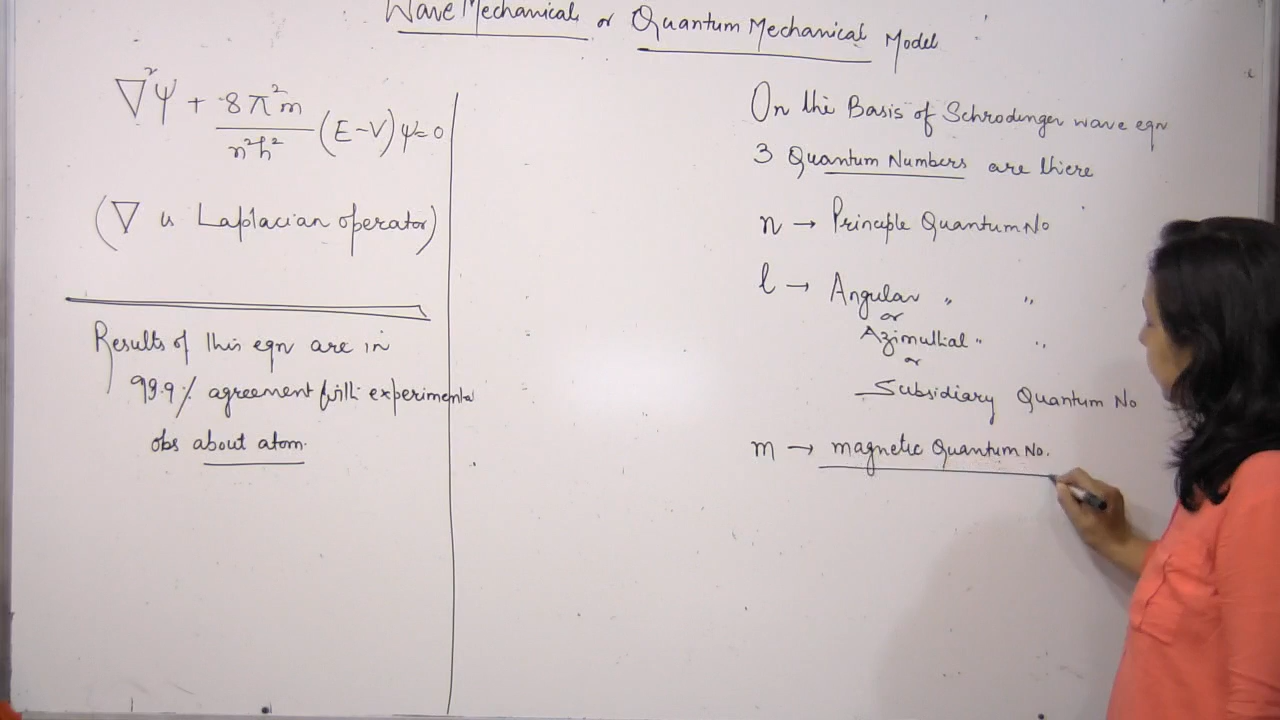 Wave Mechanical or Quantum Mechanical Model
∇²ψ + 8π²m/n²h² (E-V)ψ=0
(∇ is Laplacian operator)
Results of this eqn are in
99.9% agreement with experimental
obs about atom.
On the Basis of Schrodenger wave eqn
3 Quantum Numbers are there
n → Principle Quantum No
l → Angular " "
or
Azimuthal " "
or
Subsidiary Quantum No
m → magnetic Quantum No.